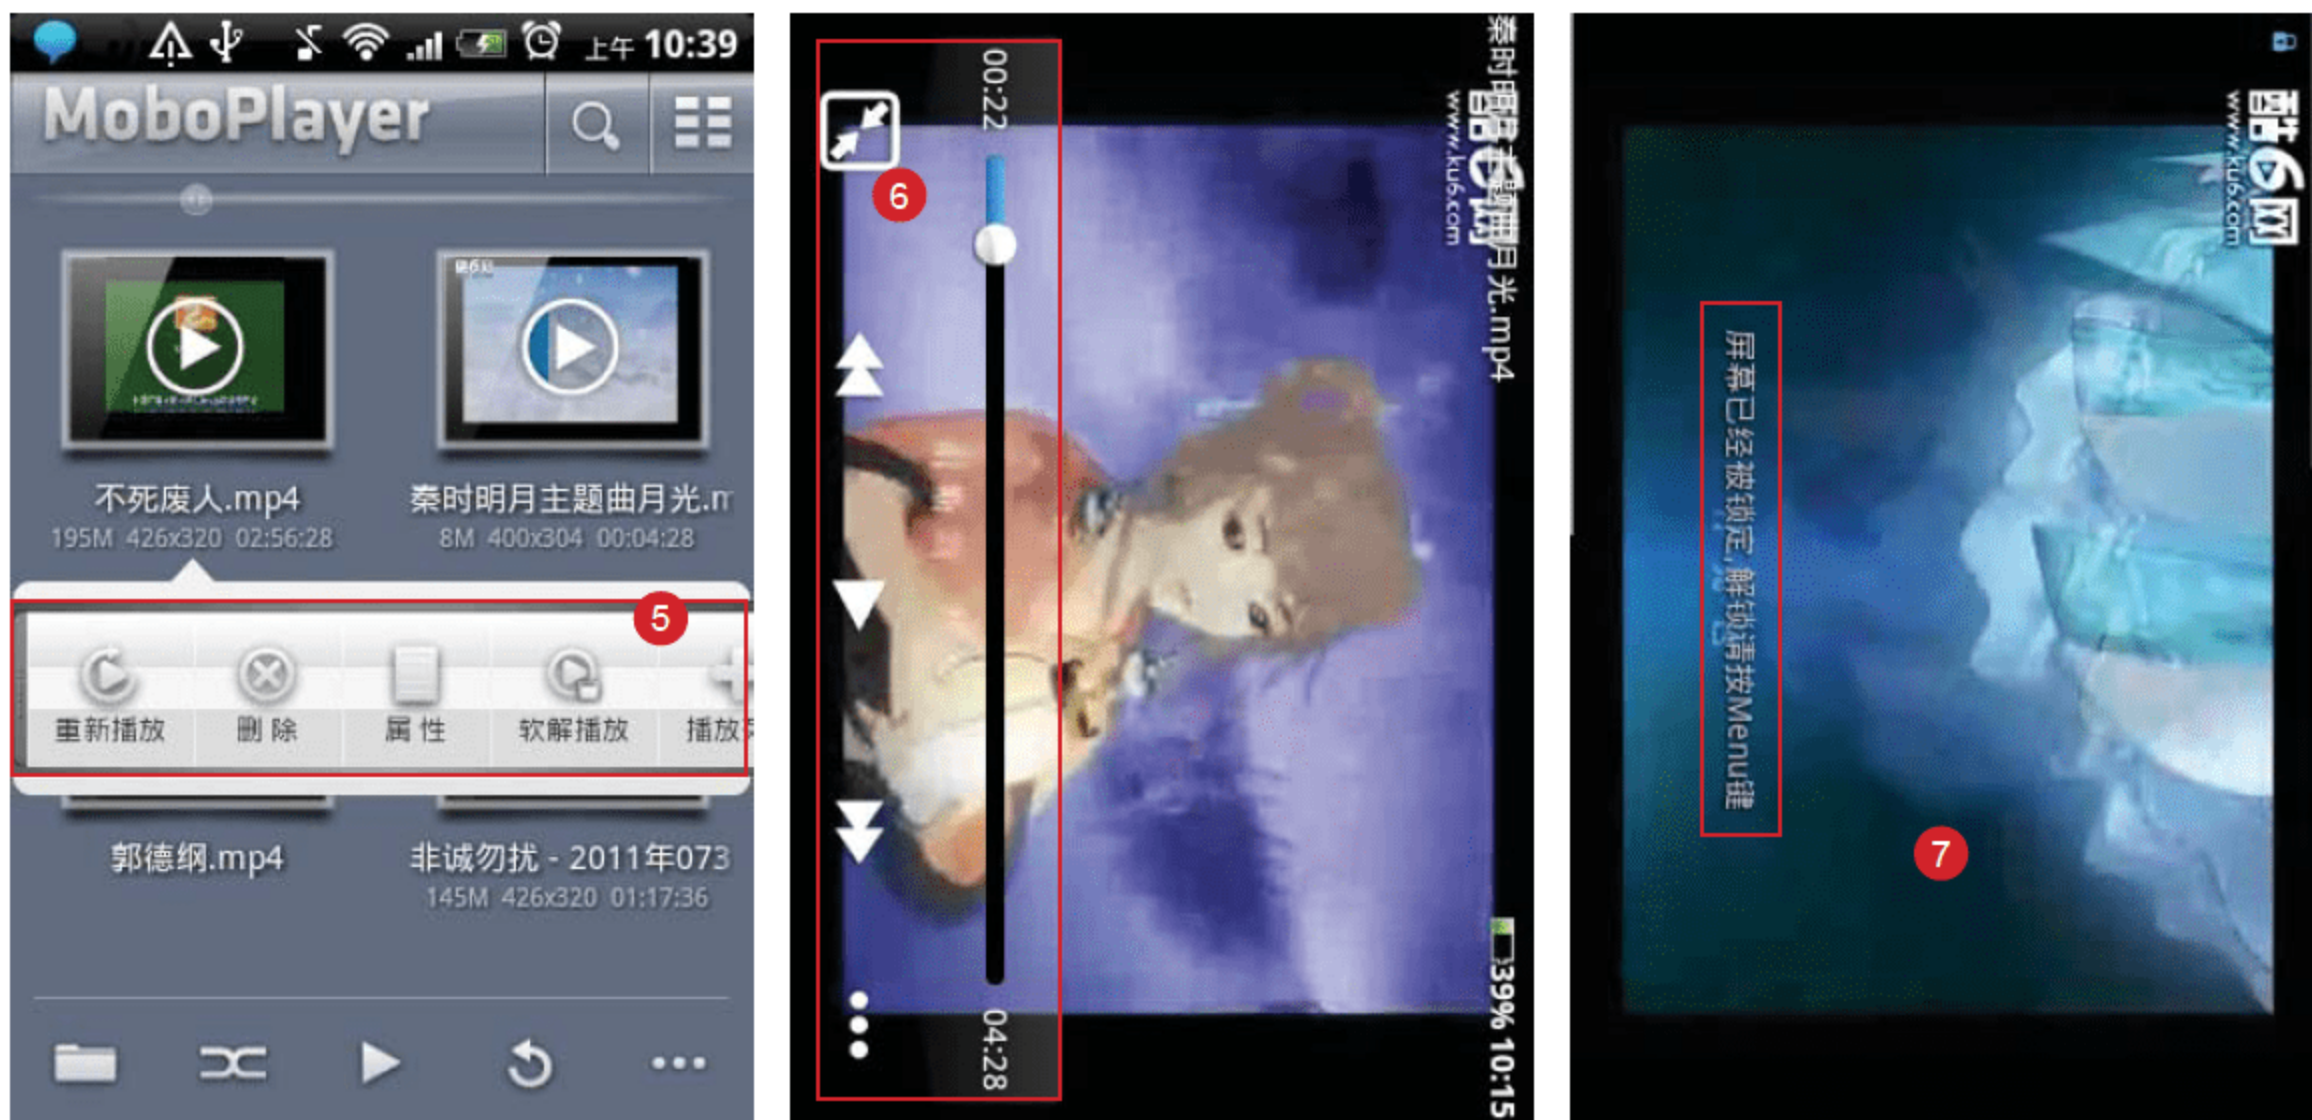 上午 10:39
MoboPlayer
不死废人.mp4
195M 426x320 02:56:28
秦时明月主题曲月光.m
8M 400x304 00:04:28
5
重新播放
删除
属性
软解播放
播放
郭德纲.mp4
非诚勿扰 - 2011年073
145M 426x320 01:17:36
秦时明月主题曲月光.mp4
酷6网
www.ku6.com
00:22
6
04:28
39% 10:15
酷6网
www.ku6.com
屏幕已经被锁定,解锁请按Menu键
7